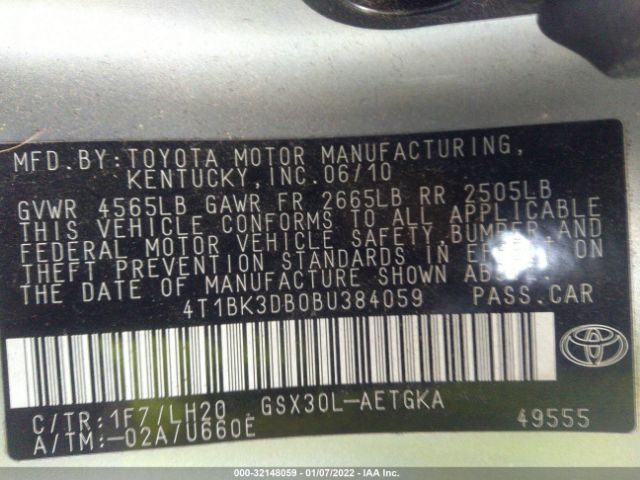 MFD. BY: TOYOTA MOTOR MANUFACTURING,
KENTUCKY, INC. 06/10
GVWR 4565LB GAWR FR 2665LB RR 2505LB
THIS VEHICLE CONFORMS TO ALL APPLICABLE
FEDERAL MOTOR VEHICLE SAFETY, BUMPER, AND
THEFT PREVENTION STANDARDS IN EFFECT ON
THE DATE OF MANUFACTURE SHOWN ABOVE.
4T1BK3DB0BU384059 PASS. CAR
C/TR: 1F7/LH20 GSX30L-AETGKA
A/TM: -02A/U660E 49555
000-32148059 - 01/07/2022 - IAA Inc.